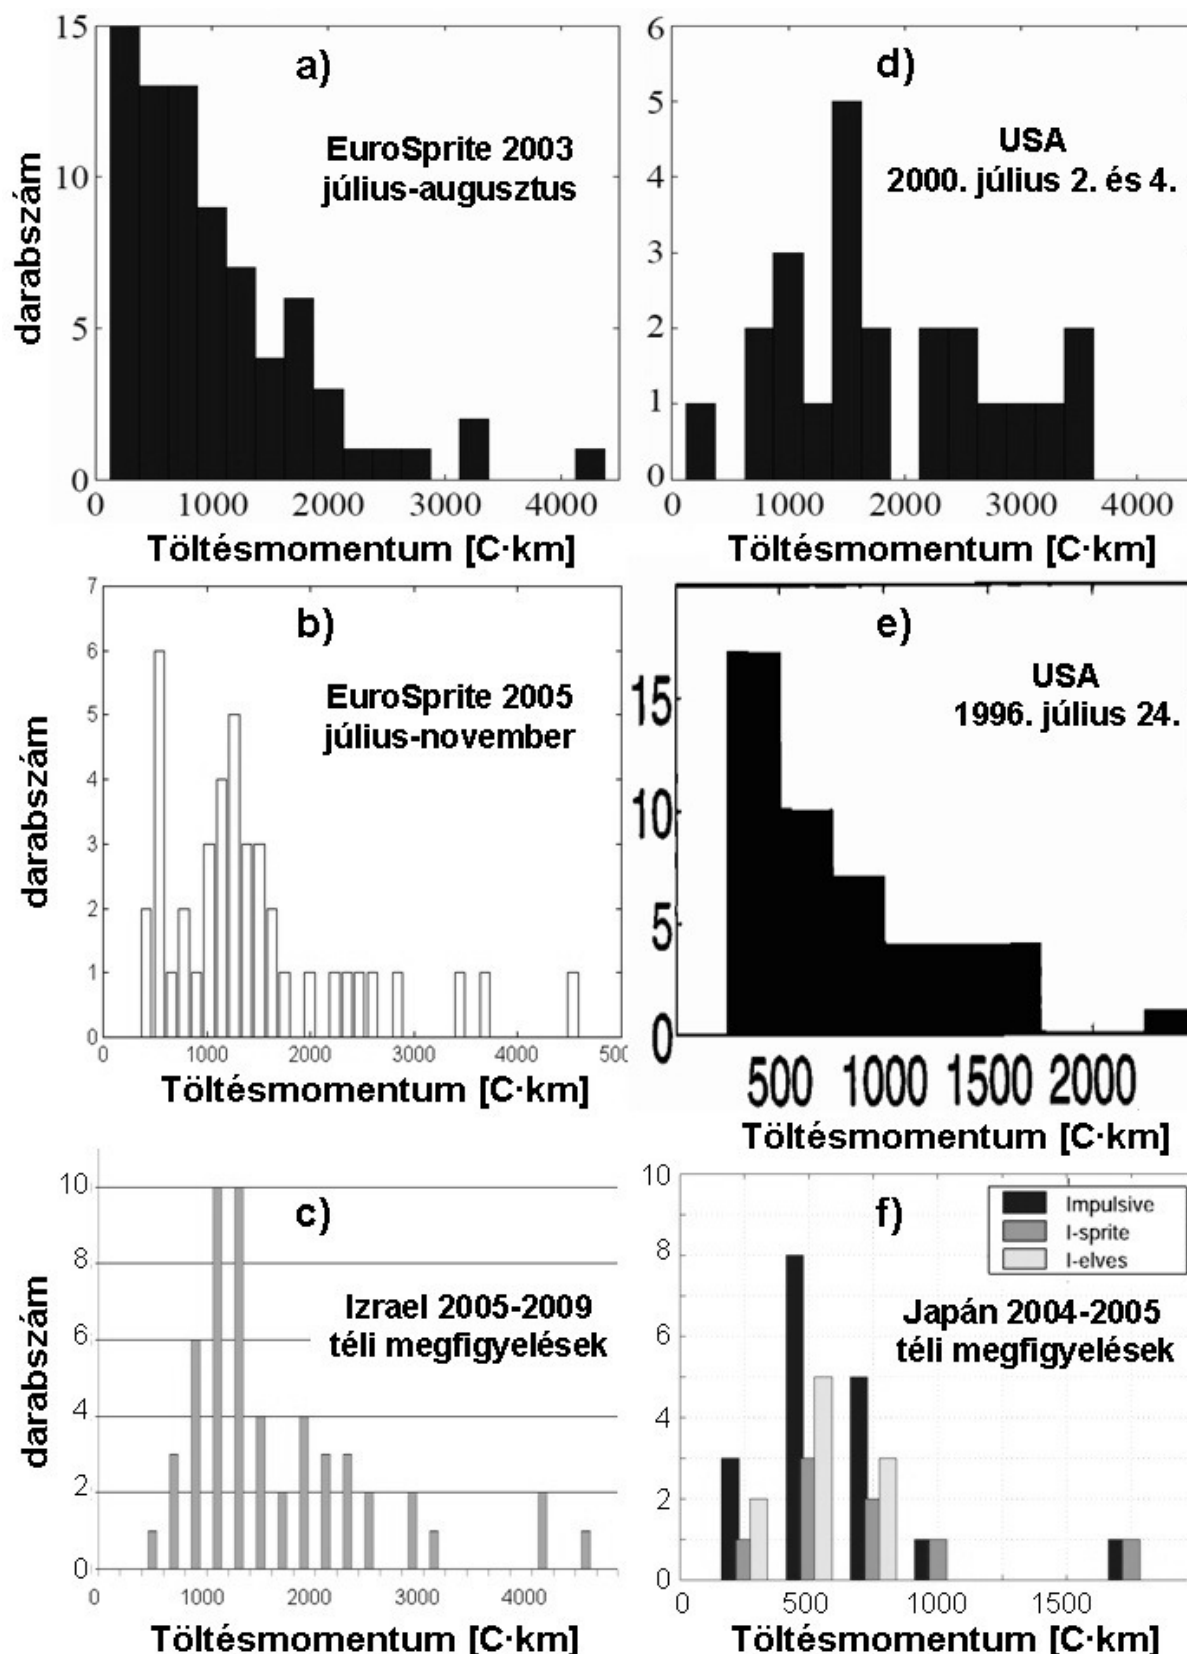 15
10
5
0
0 1000 2000 3000 4000
a)
EuroSprite 2003
július-augusztus
darabszám
Töltésmomentum [C·km]
6
5
4
3
2
1
0
0 1000 2000 3000 4000
d)
USA
2000. július 2. és 4.
Töltésmomentum [C·km]
7
6
5
4
3
2
1
0
0 1000 2000 3000 4000 500
b)
EuroSprite 2005
július-november
darabszám
Töltésmomentum [C·km]
15
10
5
0
500 1000 1500 2000
e)
USA
1996. július 24.
Töltésmomentum [C·km]
10
8
6
4
2
0
0 1000 2000 3000 4000
c)
Izrael 2005-2009
téli megfigyelések
darabszám
Töltésmomentum [C·km]
10
8
6
4
2
0
0 500 1000 1500
f)
Impulsive
I-sprite
I-elves
Japán 2004-2005
téli megfigyelések
Töltésmomentum [C·km]